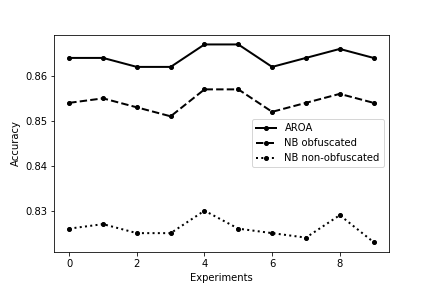 0.86
0.85
0.84
0.83
Accuracy
AROA
NB obfuscated
NB non-obfuscated
0 2 4 6 8
Experiments